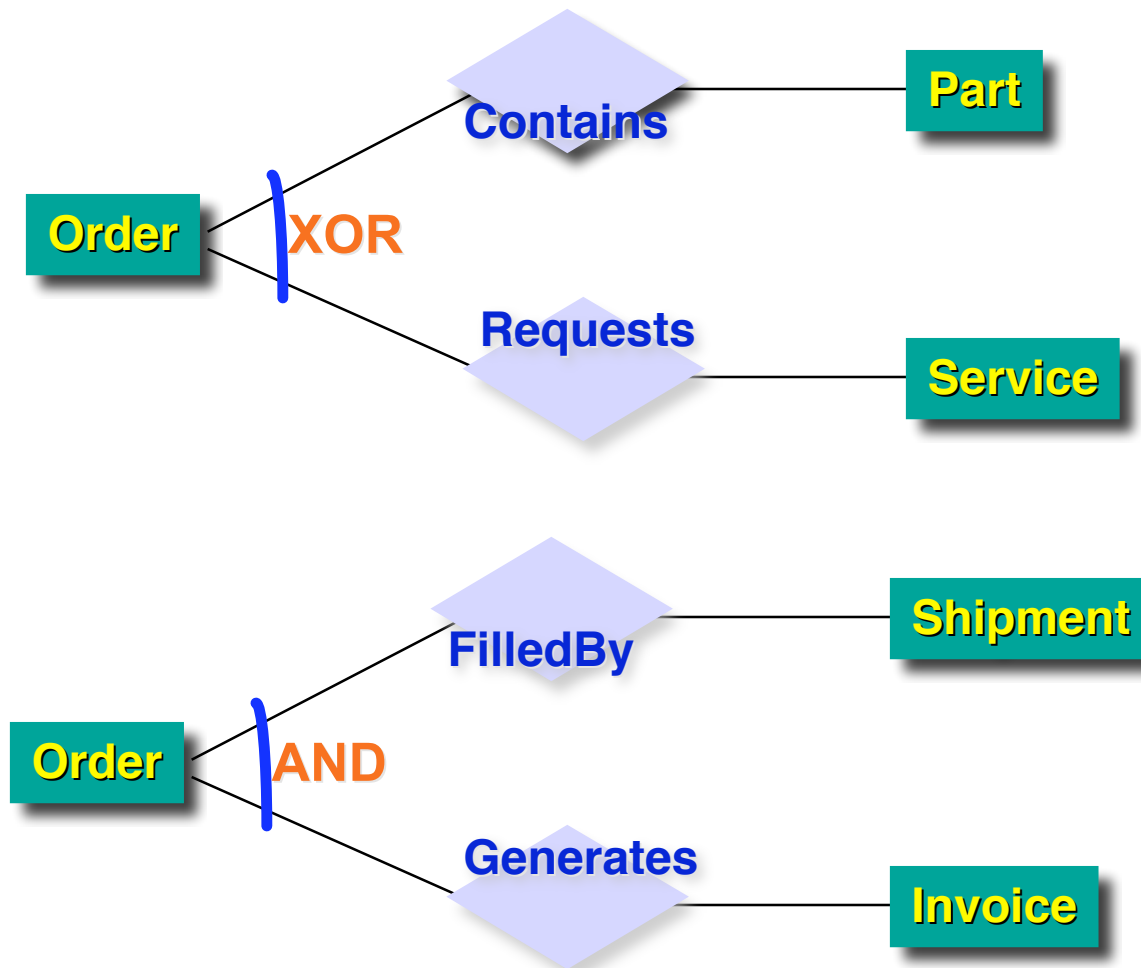 Contains
Part
Order
XOR
Requests
Service
FilledBy
Shipment
Order
AND
Generates
Invoice